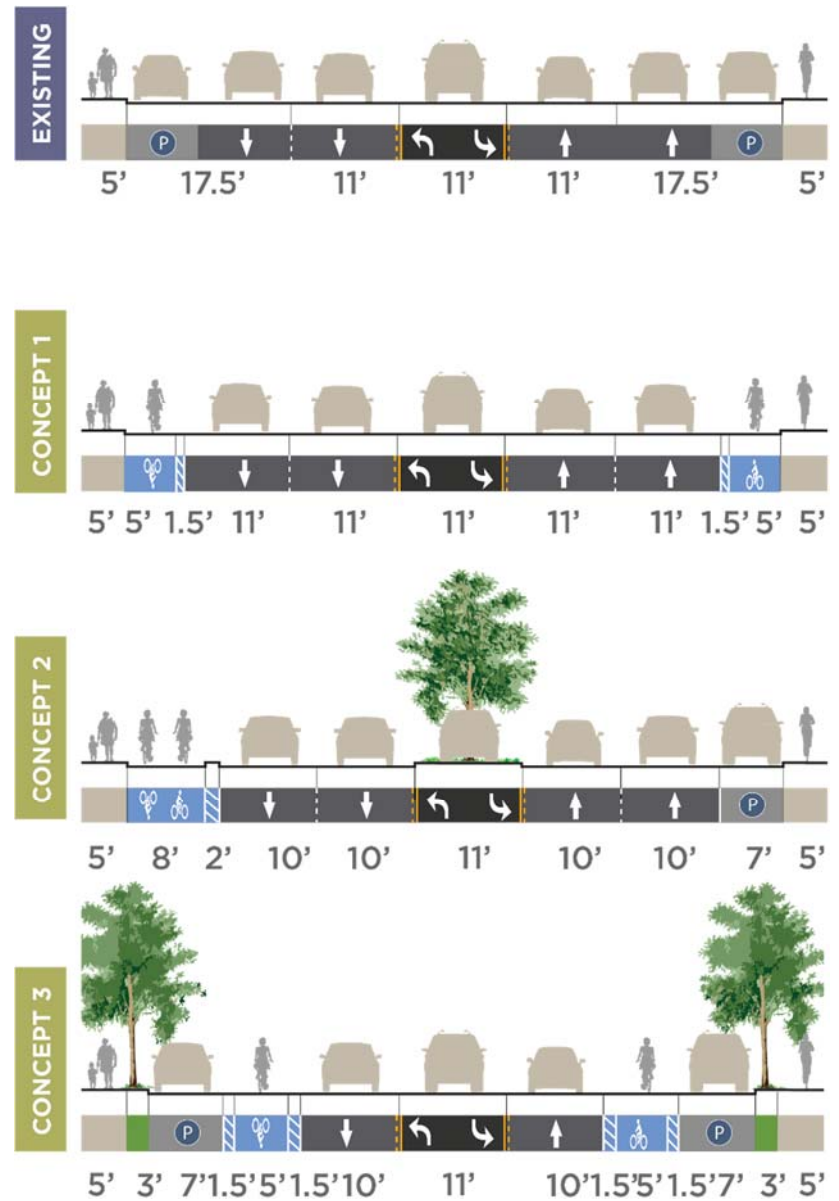 EXISTING
P P
5’ 17.5’ 11’ 11’ 11’ 17.5’ 5’
CONCEPT 1
5’ 5’ 1.5’ 11’ 11’ 11’ 11’ 11’ 1.5’ 5’ 5’
CONCEPT 2
P
5’ 8’ 2’ 10’ 10’ 11’ 10’ 10’ 7’ 5’
CONCEPT 3
P P
5’ 3’ 7’1.5’5’1.5’10’ 11’ 10’1.5’5’1.5’7’ 3’ 5’